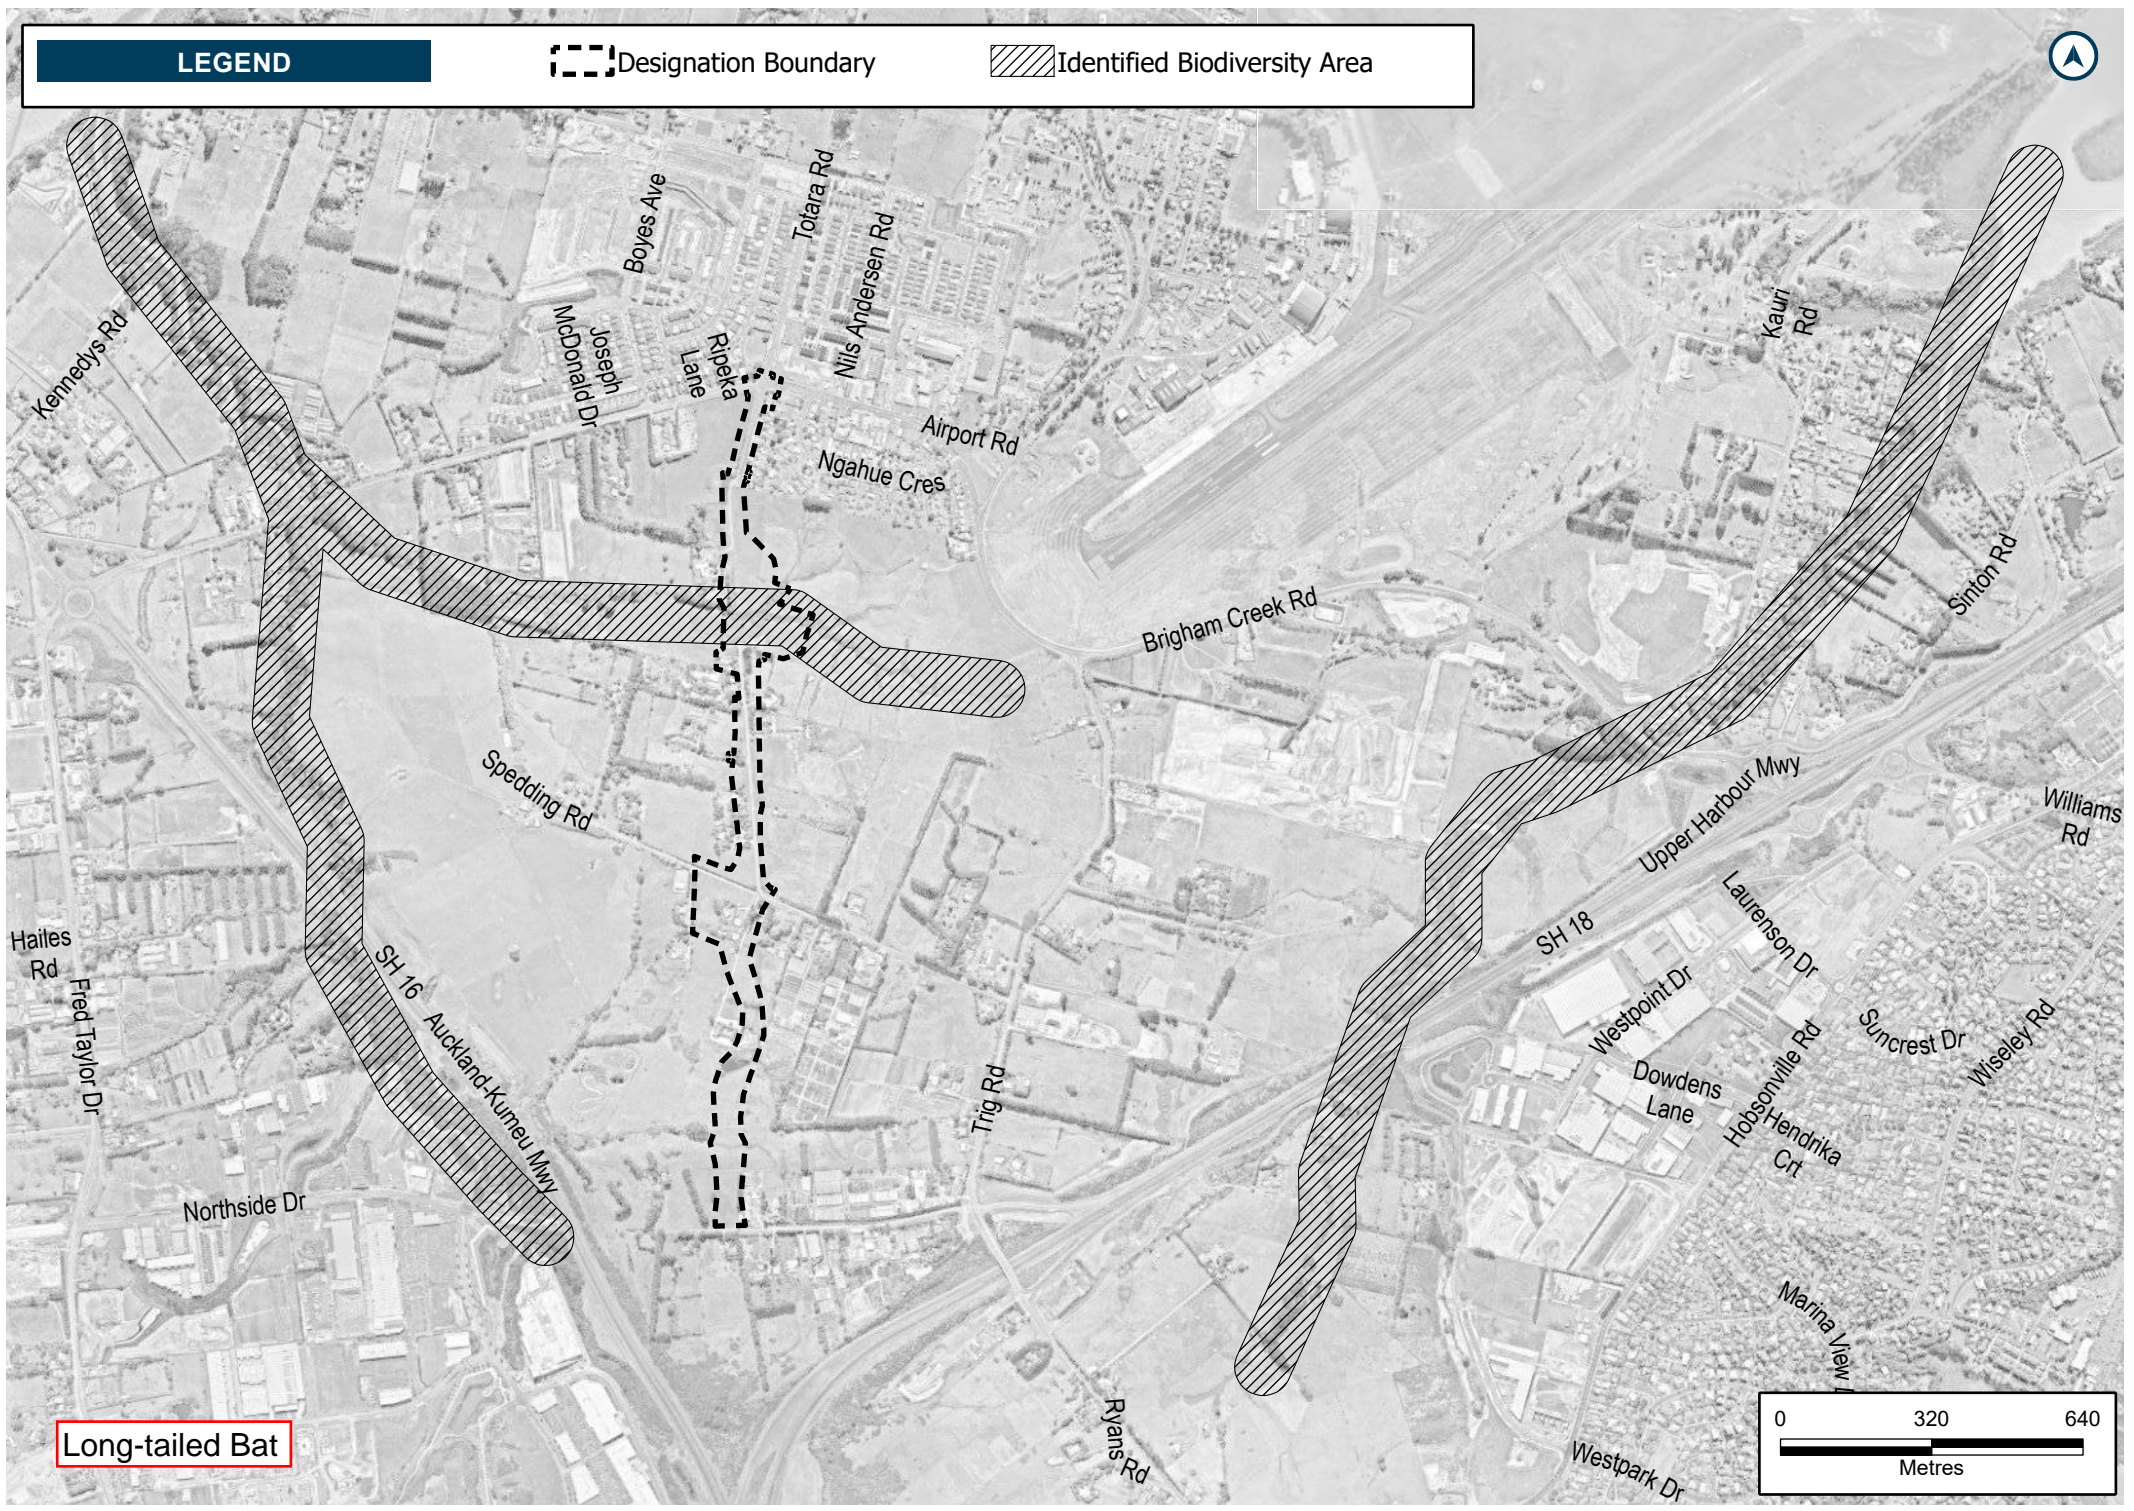 LEGEND
Designation Boundary
Identified Biodiversity Area
Boyes Ave
Totara Rd
Nils Andersen Rd
Kauri
Rd
Kennedys Rd
Joseph
McDonald Dr
Ripeka
Lane
Airport Rd
Ngahue Cres
Brigham Creek Rd
Sinton Rd
Spedding Rd
Upper Harbour Mwy
Williams
Rd
Hailes
Rd
SH 16
Auckland-Kumeu Mwy
Fred Taylor Dr
SH 18
Laurenson Dr
Westpoint Dr
Suncrest Dr
Wiseley Rd
Trig Rd
Dowdens
Lane
Hobsonville Rd
Hendrika
Crt
Northside Dr
Marina View
Ryans Rd
Westpark Dr
Long-tailed Bat
0 320 640
Metres